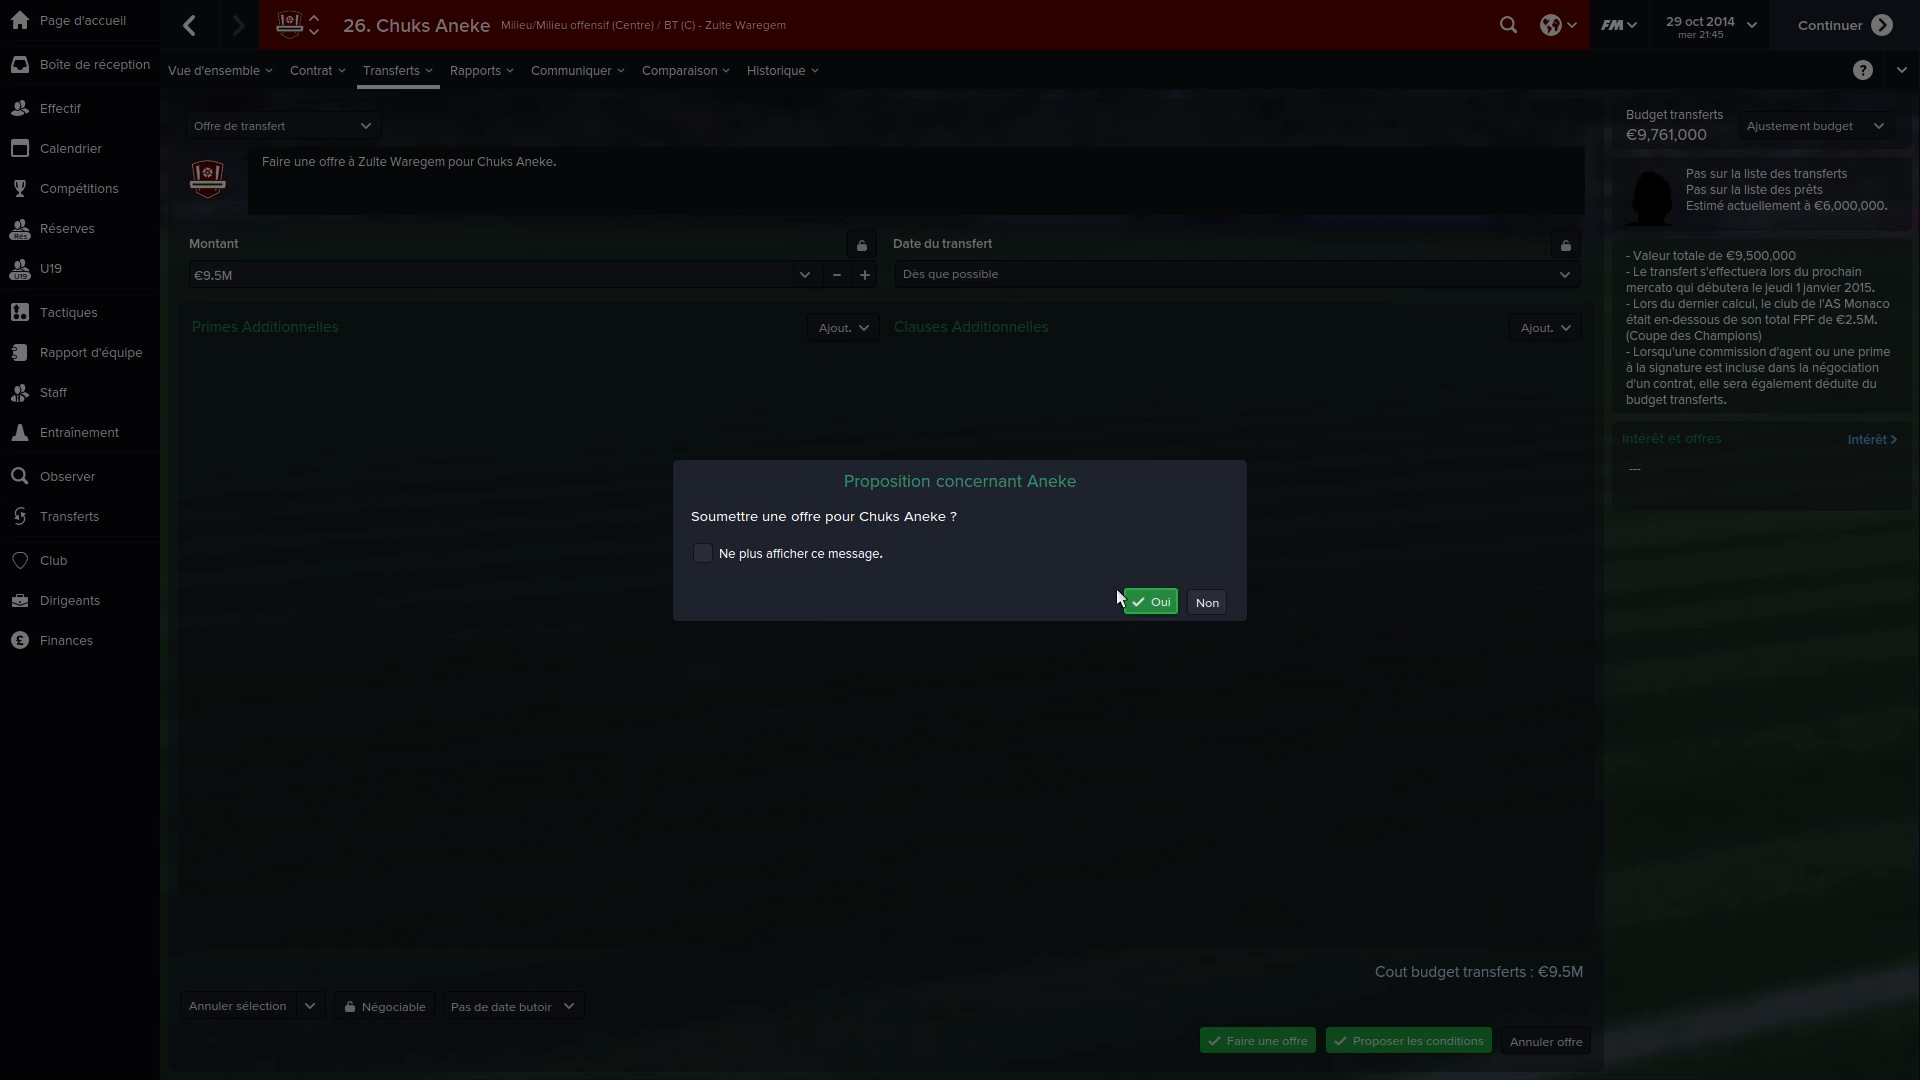 Page d'accueil
Boîte de réception
Effectif
Calendrier
Compétitions
Réserves
U19
Tactiques
Rapport d'équipe
Staff
Entraînement
Observer
Transferts
Club
Dirigeants
Finances
26. Chuks Aneke Milieu/Milieu offensif (Centre) / BT (C) - Zulte Waregem
FM
29 oct 2014
mer 21:45
Continuer
Vue d'ensemble Contrat Transferts Rapports Communiquer Comparaison Historique
?
Offre de transfert
Faire une offre à Zulte Waregem pour Chuks Aneke.
Montant
€9.5M
Date du transfert
Dès que possible
Primes Additionnelles
Ajout.
Clauses Additionnelles
Ajout.
Proposition concernant Aneke
Soumettre une offre pour Chuks Aneke ?
Ne plus afficher ce message.
Oui
Non
Budget transferts
€9,761,000
Ajustement budget
Pas sur la liste des transferts
Pas sur la liste des prêts
Estimé actuellement à €6,000,000.
- Valeur totale de €9,500,000
- Le transfert s'effectuera lors du prochain
mercato qui débutera le jeudi 1 janvier 2015.
- Lors du dernier calcul, le club de l'AS Monaco
était en-dessous de son total FPF de €2.5M.
(Coupe des Champions)
- Lorsqu'une commission d'agent ou une prime
à la signature est incluse dans la négociation
d'un contrat, elle sera également déduite du
budget transferts.
Intérêt et offres
Intérêt >
---
Cout budget transferts : €9.5M
Annuler sélection
Négociable
Pas de date butoir
Faire une offre
Proposer les conditions
Annuler offre